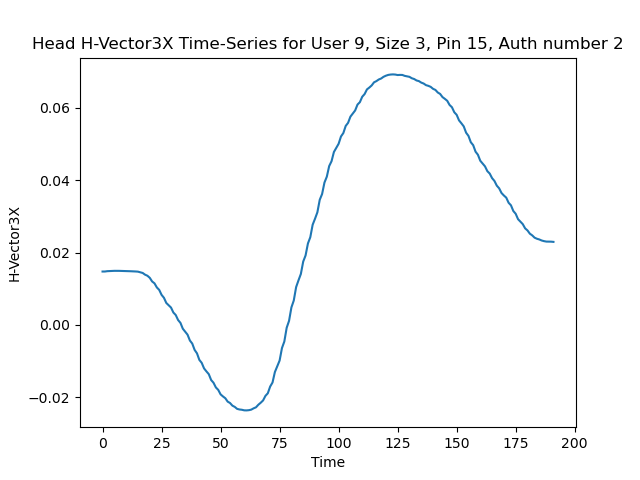 Head H-Vector3X Time-Series for User 9, Size 3, Pin 15, Auth number 2
H-Vector3X
0.06
0.04
0.02
0.00
−0.02
0 25 50 75 100 125 150 175 200
Time